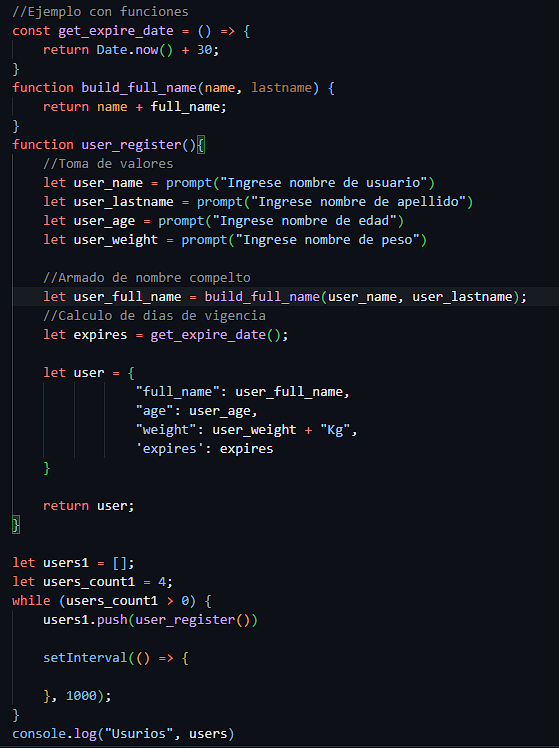 //Ejemplo con funciones
const get_expire_date = () => {
    return Date.now() + 30;
}
function build_full_name(name, lastname) {
    return name + full_name;
}
function user_register(){
    //Toma de valores
    let user_name = prompt("Ingrese nombre de usuario")
    let user_lastname = prompt("Ingrese nombre de apellido")
    let user_age = prompt("Ingrese nombre de edad")
    let user_weight = prompt("Ingrese nombre de peso")

    //Armado de nombre compelto
    let user_full_name = build_full_name(user_name, user_lastname);
    //Calculo de dias de vigencia
    let expires = get_expire_date();

    let user = {
                "full_name": user_full_name,
                "age": user_age,
                "weight": user_weight + "Kg",
                'expires': expires
    }

    return user;
}

let users1 = [];
let users_count1 = 4;
while (users_count1 > 0) {
    users1.push(user_register())

    setInterval(() => {

    }, 1000);
}
console.log("Usurios", users)